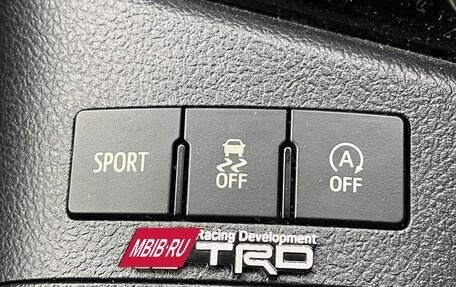 SPORT
OFF
A
OFF
Racing Development
TRD
MBIB.RU